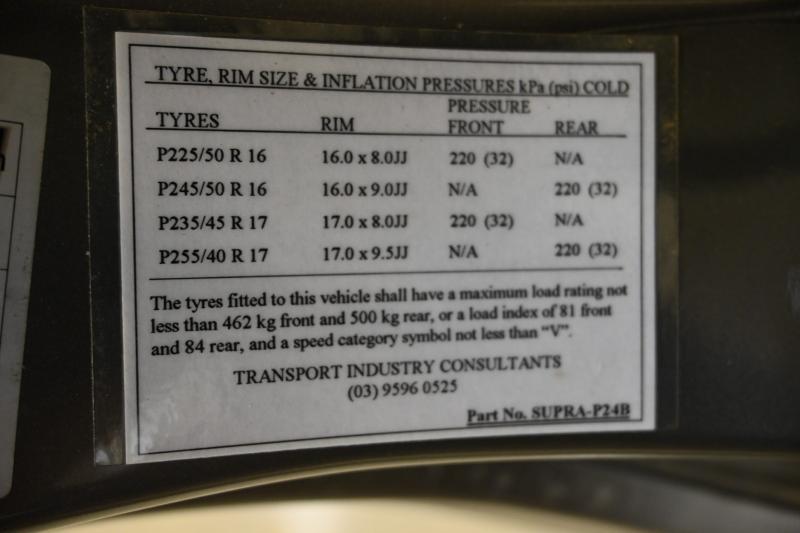 TYRE, RIM SIZE & INFLATION PRESSURES kPa (psi) COLD
PRESSURE
TYRES RIM FRONT REAR
P225/50 R 16 16.0 x 8.0JJ 220 (32) N/A
P245/50 R 16 16.0 x 9.0JJ N/A 220 (32)
P235/45 R 17 17.0 x 8.0JJ 220 (32) N/A
P255/40 R 17 17.0 x 9.5JJ N/A 220 (32)
The tyres fitted to this vehicle shall have a maximum load rating not
less than 462 kg front and 500 kg rear, or a load index of 81 front
and 84 rear, and a speed category symbol not less than “V”.
TRANSPORT INDUSTRY CONSULTANTS
(03) 9596 0525
Part No. SUPRA-P24B